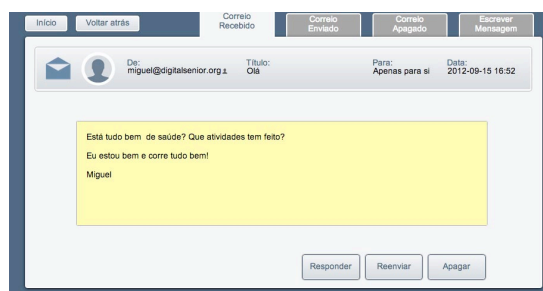 Início
Voltar atrás
Correio
Recebido
Correio
Enviado
Correio
Apagado
Escrever
Mensagem
De:
miguel@digitalsenior.org
Título:
Olá
Para:
Apenas para si
Data:
2012-09-15 16:52
Está tudo bem de saúde? Que atividades tem feito?
Eu estou bem e corre tudo bem!
Miguel
Responder
Reenviar
Apagar